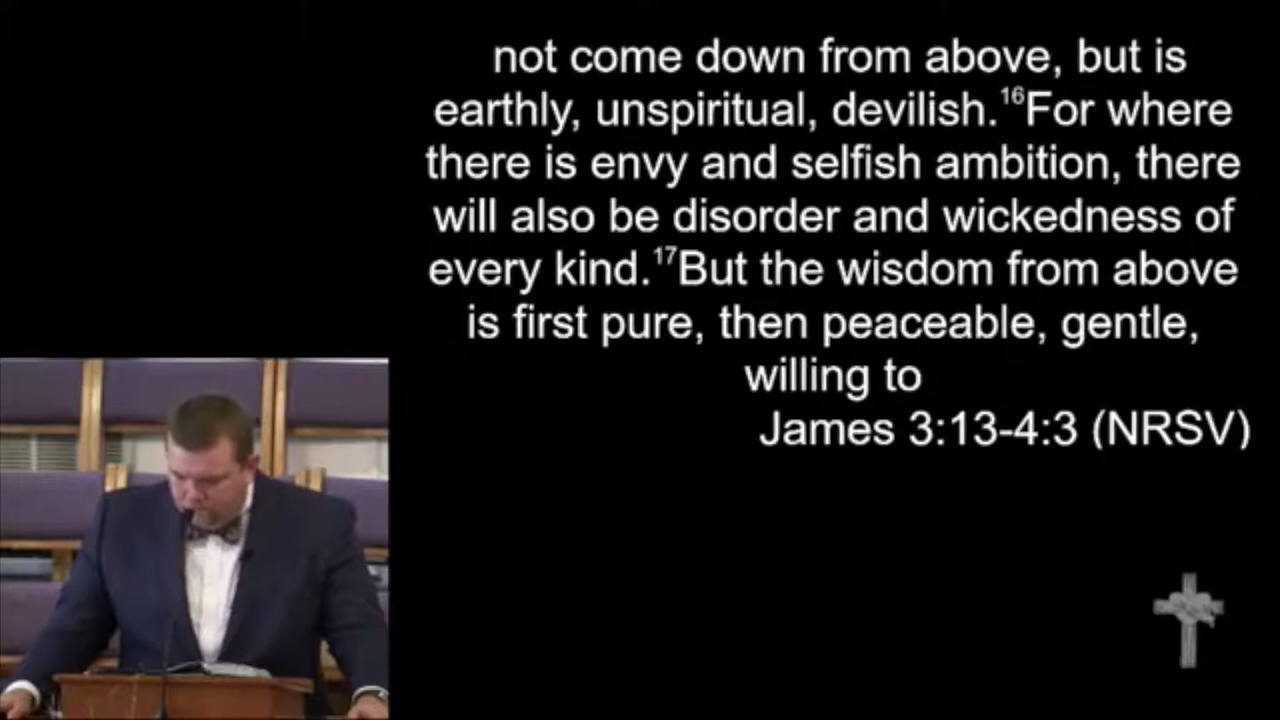 not come down from above, but is
earthly, unspiritual, devilish.¹⁶For where
there is envy and selfish ambition, there
will also be disorder and wickedness of
every kind.¹⁷But the wisdom from above
is first pure, then peaceable, gentle,
willing to
James 3:13-4:3 (NRSV)